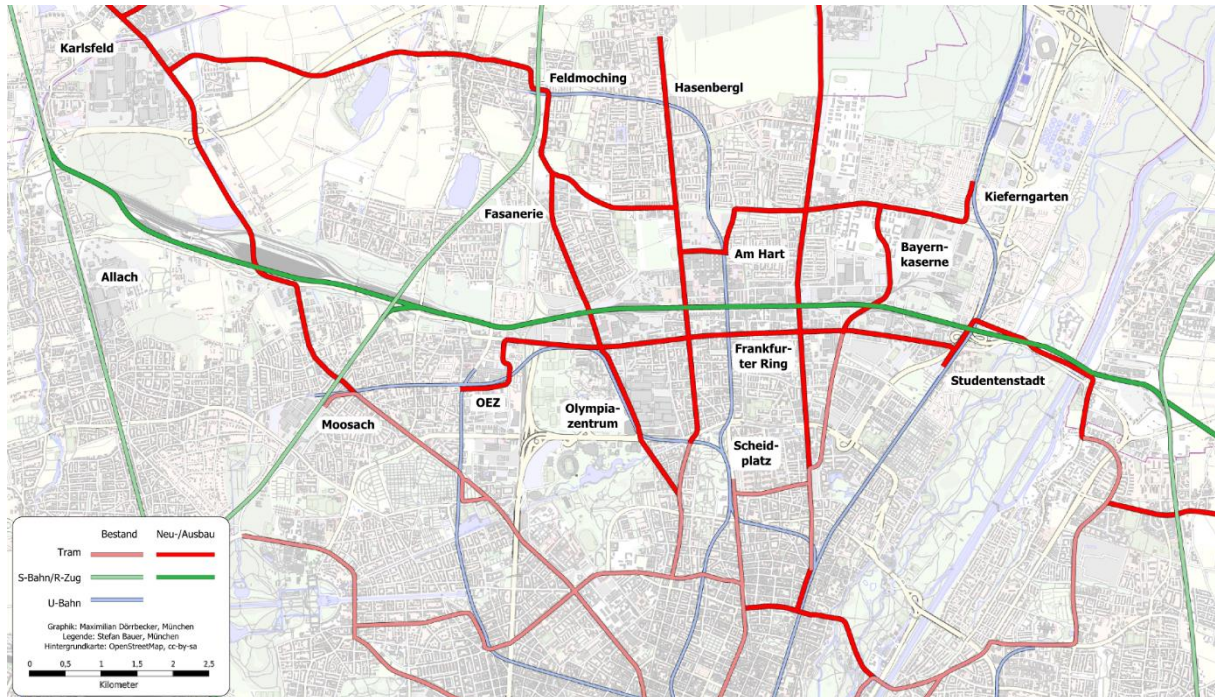 Karlsfeld
Feldmoching
Hasenbergl
Kieferngarten
Fasanerie
Am Hart
Bayern-
kaserne
Allach
Frankfur-
ter Ring
Studentenstadt
OEZ
Olympia-
zentrum
Moosach
Scheid-
platz
Bestand Neu-/Ausbau
Tram
S-Bahn/R-Zug
U-Bahn
Graphik: Maximilian Dörrbecker, München
Legende: Stefan Bauer, München
Hintergrundkarte: OpenStreetMap, cc-by-sa
0 0,5 1 1,5 2 2,5
Kilometer